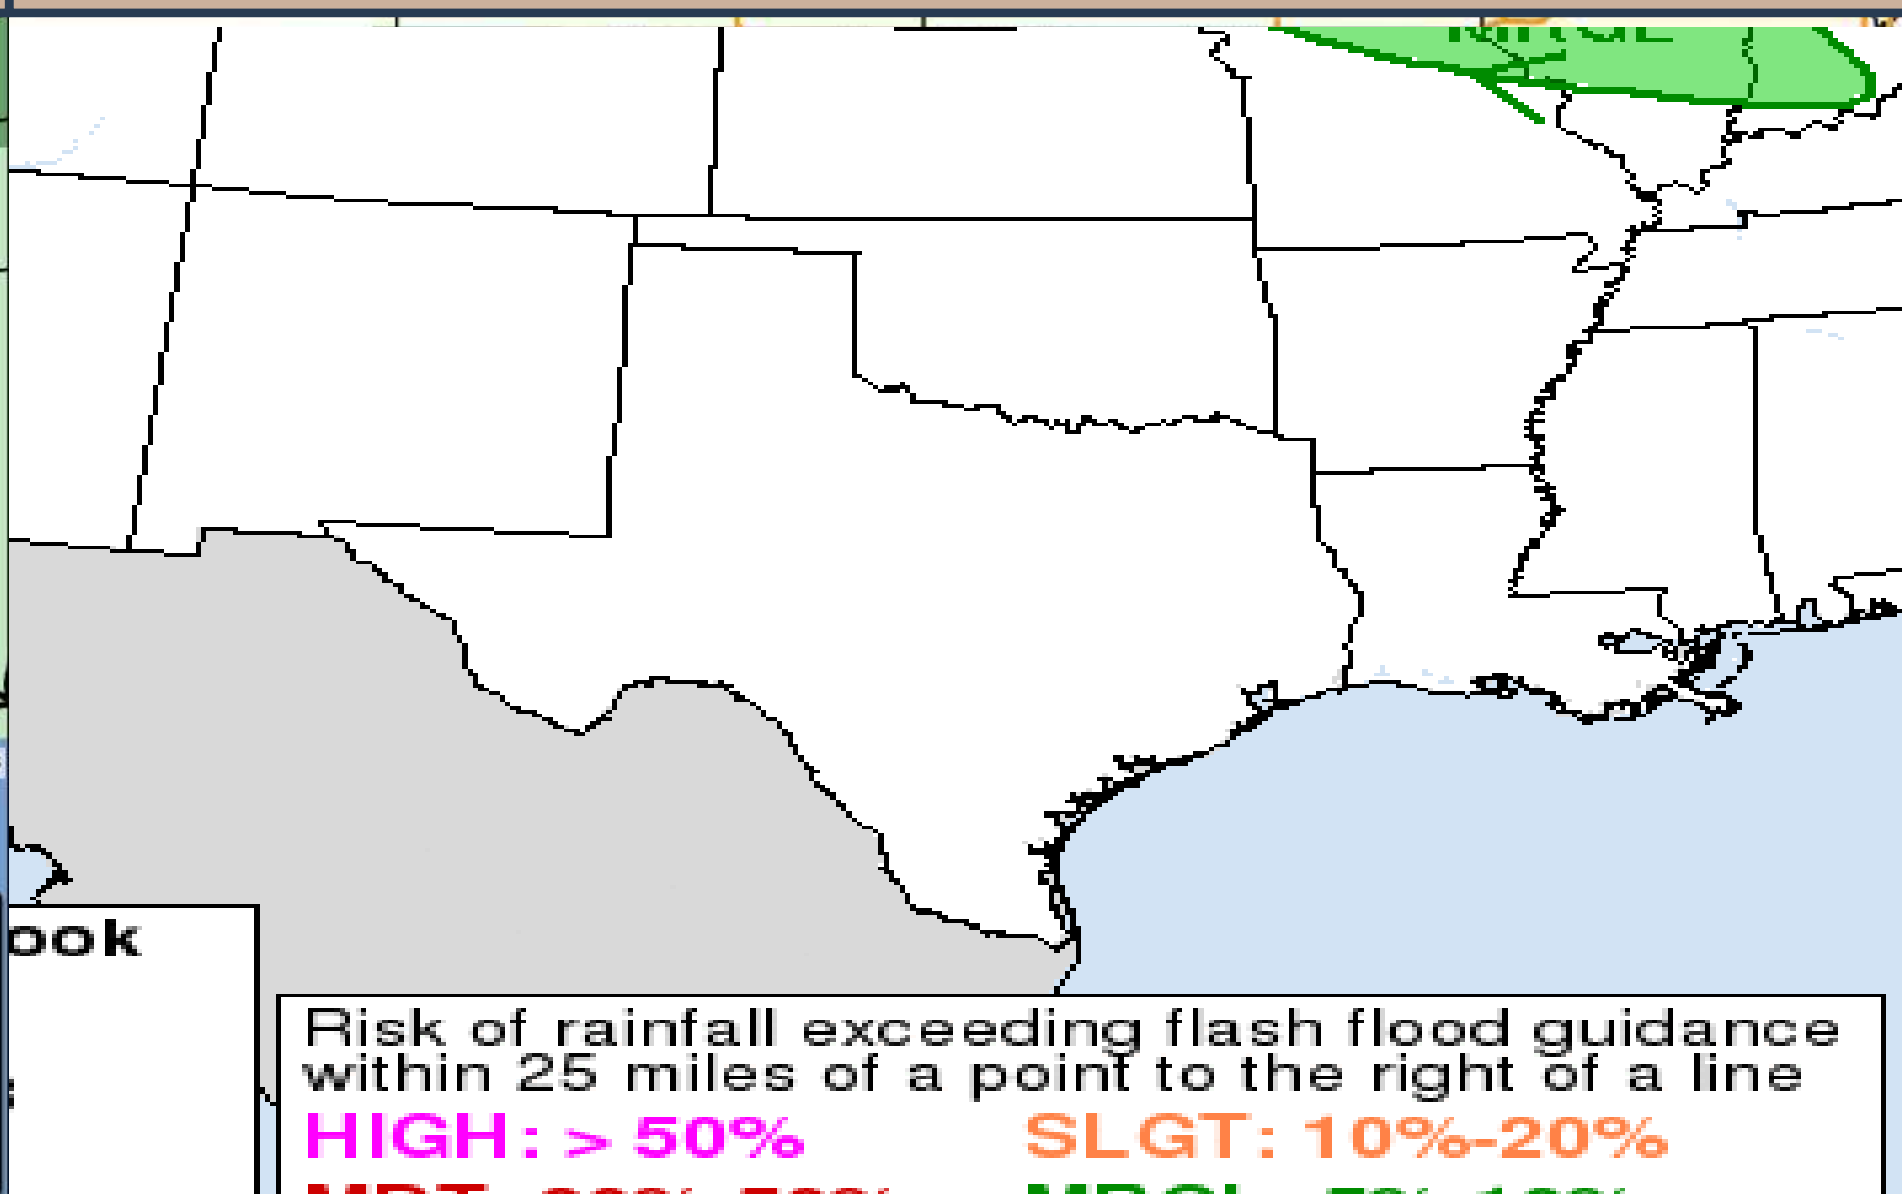 MRGL
ook
Risk of rainfall exceeding flash flood guidance
within 25 miles of a point to the right of a line
HIGH: > 50% SLGT: 10%-20%